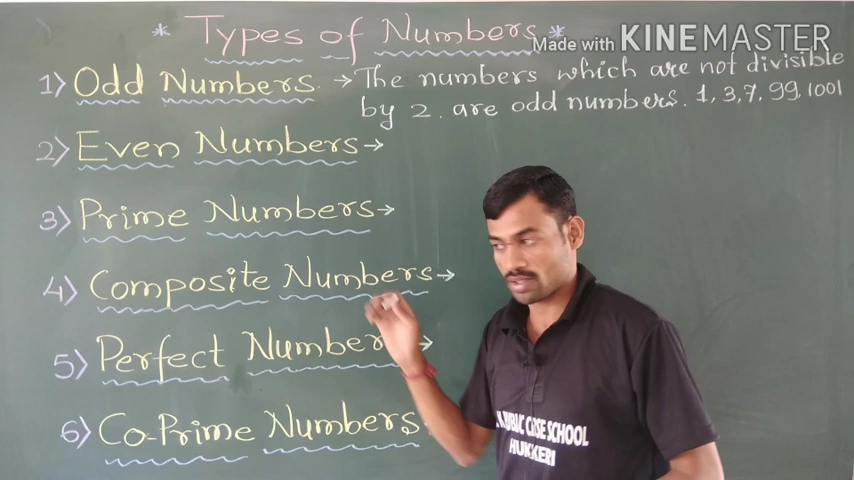 * Types of Numbers *
Made with KINEMASTER
1) Odd Numbers. → The numbers which are not divisible
by 2. are odd numbers. 1, 3, 7, 99, 1001
2) Even Numbers →
3) Prime Numbers →
4) Composite Numbers →
5) Perfect Number →
6) Co-Prime Numbers.
SCHOOL
HUKKERI